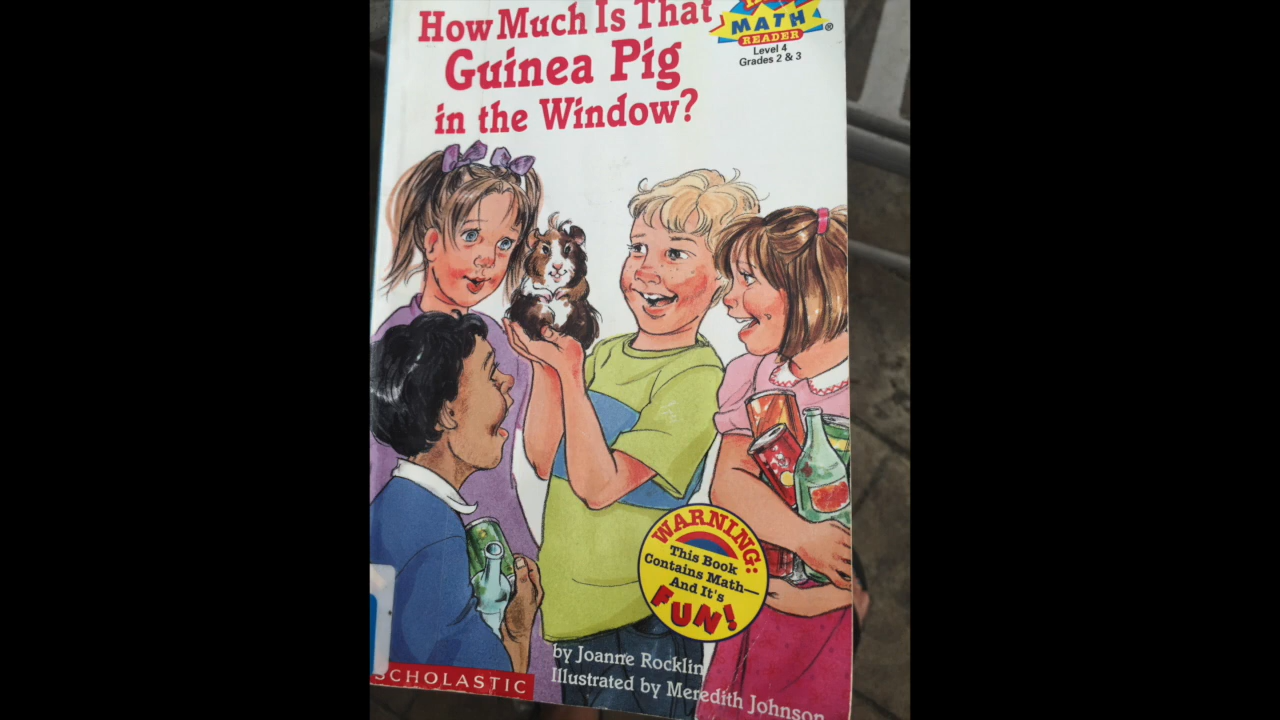 How Much Is That
Guinea Pig
in the Window?
MATH ®
READER
Level 4
Grades 2 & 3
WARNING:
This Book
Contains Math—
And It's
FUN!
by Joanne Rocklin
Illustrated by Meredith Johnson
SCHOLASTIC